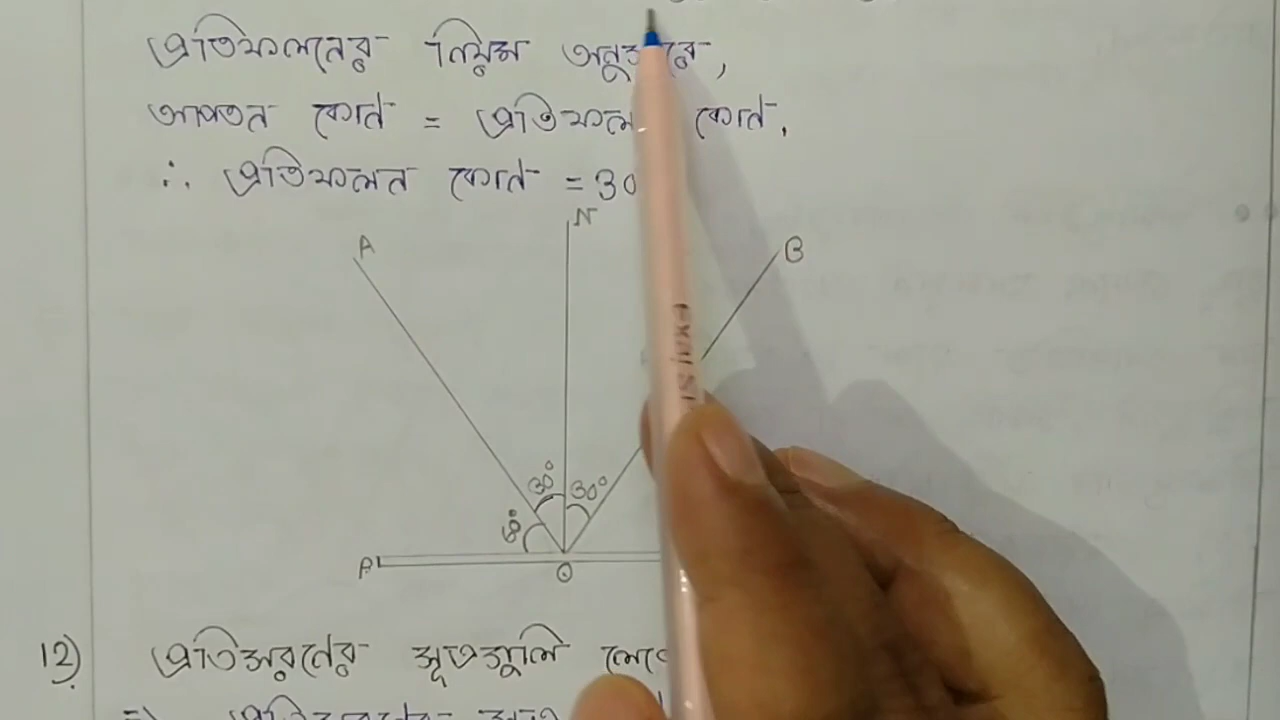 প্রতিফলনের নিয়ম অনুসারে,
আপতন কোণ = প্রতিফলন কোণ,
∴ প্রতিফলন কোণ = 30
N
A
B
30° 30°
60°
P
O
12) প্রতিসরণের সূত্রগুলি
=)